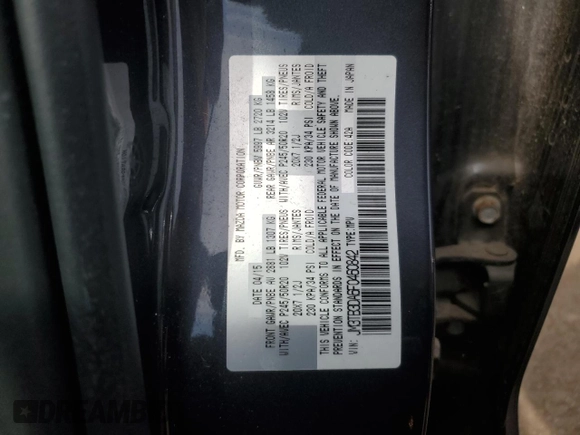 MFD. BY MAZDA MOTOR CORPORATION
DATE 04/15 GVWR/PNBV 5997 LB 2720 KG
FRONT GAWR/PNBE AV 2881 LB 1307 KG REAR GAWR/PNBE AR 3214 LB 1458 KG
WITH/AVEC P245/50R20 102V TIRES/PNEUS WITH/AVEC P245/50R20 102V TIRES/PNEUS
20X7 1/2J RIMS/JANTES 20X7 1/2J RIMS/JANTES
230 KPA/34 PSI COLD/A FROID 230 KPA/34 PSI COLD/A FROID
THIS VEHICLE CONFORMS TO ALL APPLICABLE FEDERAL MOTOR VEHICLE SAFETY AND THEFT
PREVENTION STANDARDS IN EFFECT ON THE DATE OF MANUFACTURE SHOWN ABOVE.
VIN: JM3TB3DA5F0460842 TYPE: MPV COLOR CODE: 42A MADE IN JAPAN